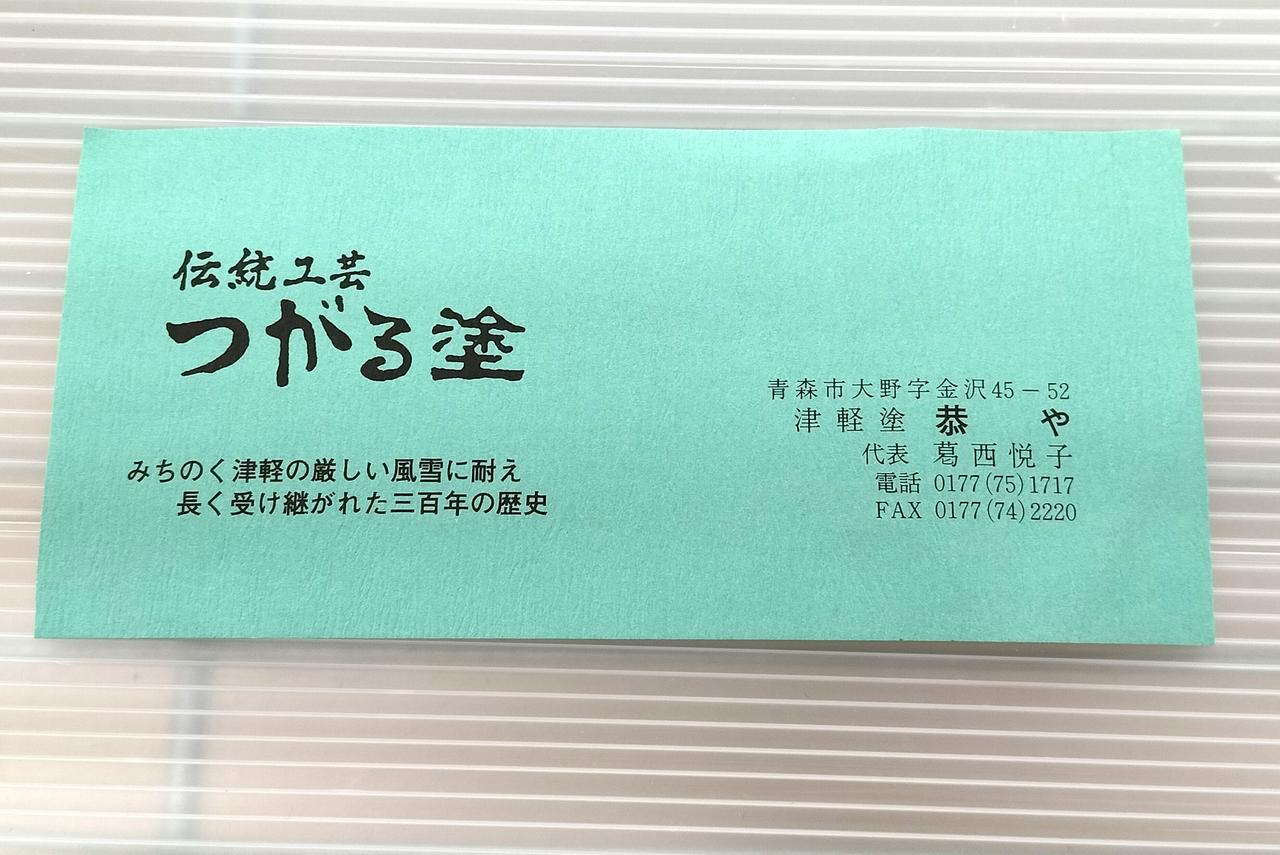 伝統工芸
つがる塗
みちのく津軽の厳しい風雪に耐え
長く受け継がれた三百年の歴史
青森市大野字金沢45－52
津軽塗 恭や
代表 葛西悦子
電話 0177(75)1717
FAX 0177(74)2220